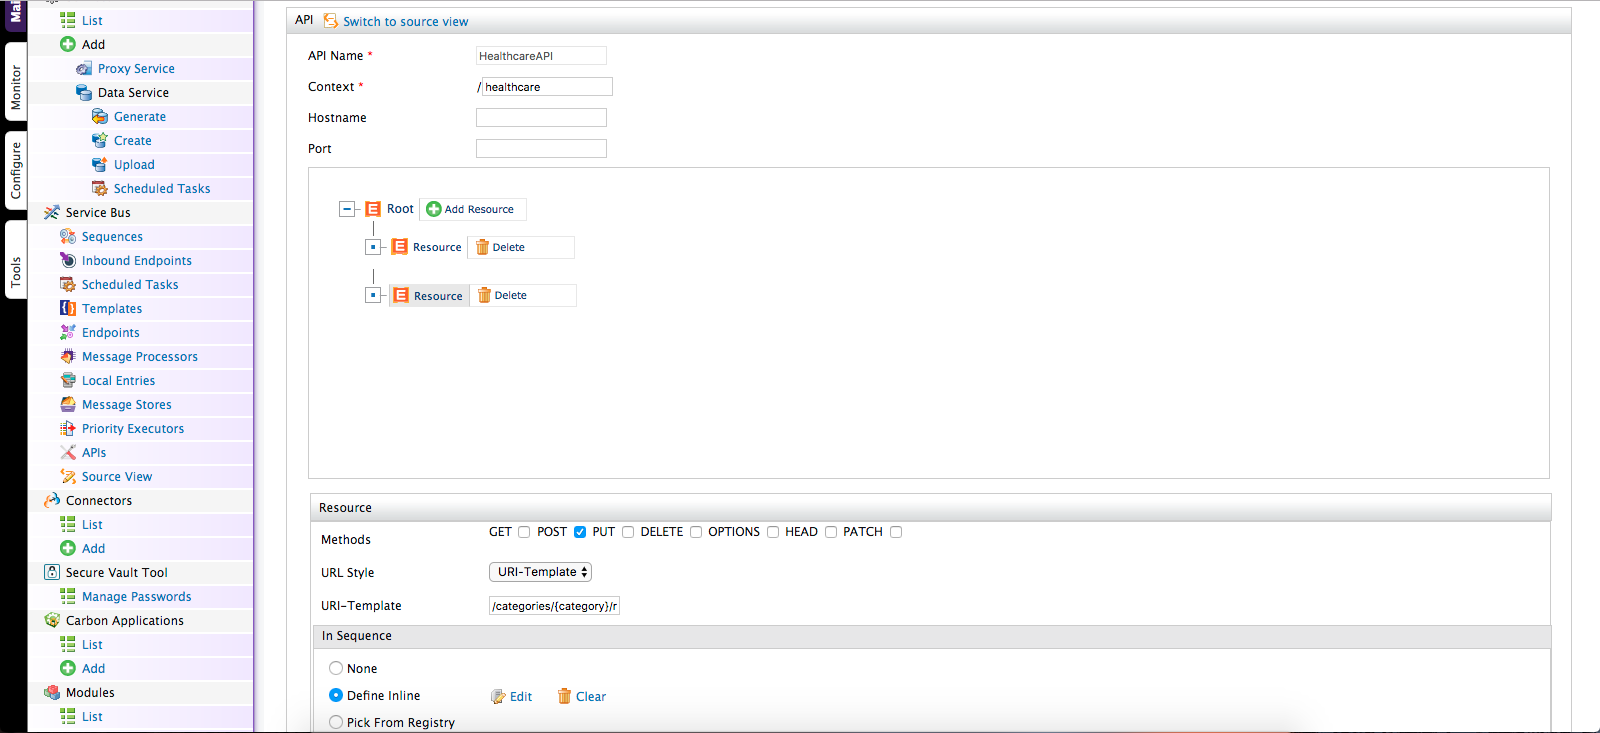 Mai
Monitor
Configure
Tools
List
Add
Proxy Service
Data Service
Generate
Create
Upload
Scheduled Tasks
Service Bus
Sequences
Inbound Endpoints
Scheduled Tasks
Templates
Endpoints
Message Processors
Local Entries
Message Stores
Priority Executors
APIs
Source View
Connectors
List
Add
Secure Vault Tool
Manage Passwords
Carbon Applications
List
Add
Modules
List
API Switch to source view
API Name * HealthcareAPI
Context * / healthcare
Hostname
Port
Root Add Resource
Resource Delete
Resource Delete
Resource
Methods GET POST PUT DELETE OPTIONS HEAD PATCH
URL Style URI-Template
URI-Template /categories/{category}/r
In Sequence
None
Define Inline Edit Clear
Pick From Registry